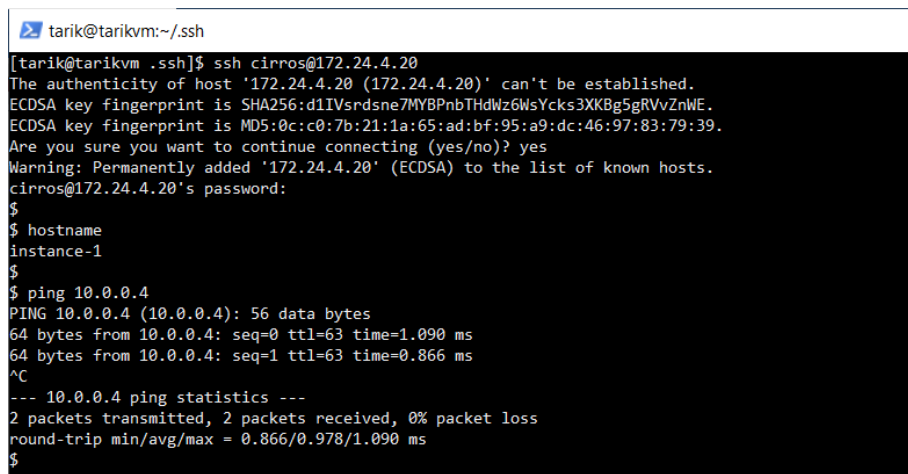 tarik@tarikvm:~/.ssh
[tarik@tarikvm .ssh]$ ssh cirros@172.24.4.20
The authenticity of host '172.24.4.20 (172.24.4.20)' can't be established.
ECDSA key fingerprint is SHA256:d1IVsrdsne7MYBPnbTHdWz6WsYcks3XKBg5gRVvZnWE.
ECDSA key fingerprint is MD5:0c:c0:7b:21:1a:65:ad:bf:95:a9:dc:46:97:83:79:39.
Are you sure you want to continue connecting (yes/no)? yes
Warning: Permanently added '172.24.4.20' (ECDSA) to the list of known hosts.
cirros@172.24.4.20's password:
$
$ hostname
instance-1
$
$ ping 10.0.0.4
PING 10.0.0.4 (10.0.0.4): 56 data bytes
64 bytes from 10.0.0.4: seq=0 ttl=63 time=1.090 ms
64 bytes from 10.0.0.4: seq=1 ttl=63 time=0.866 ms
^C
--- 10.0.0.4 ping statistics ---
2 packets transmitted, 2 packets received, 0% packet loss
round-trip min/avg/max = 0.866/0.978/1.090 ms
$